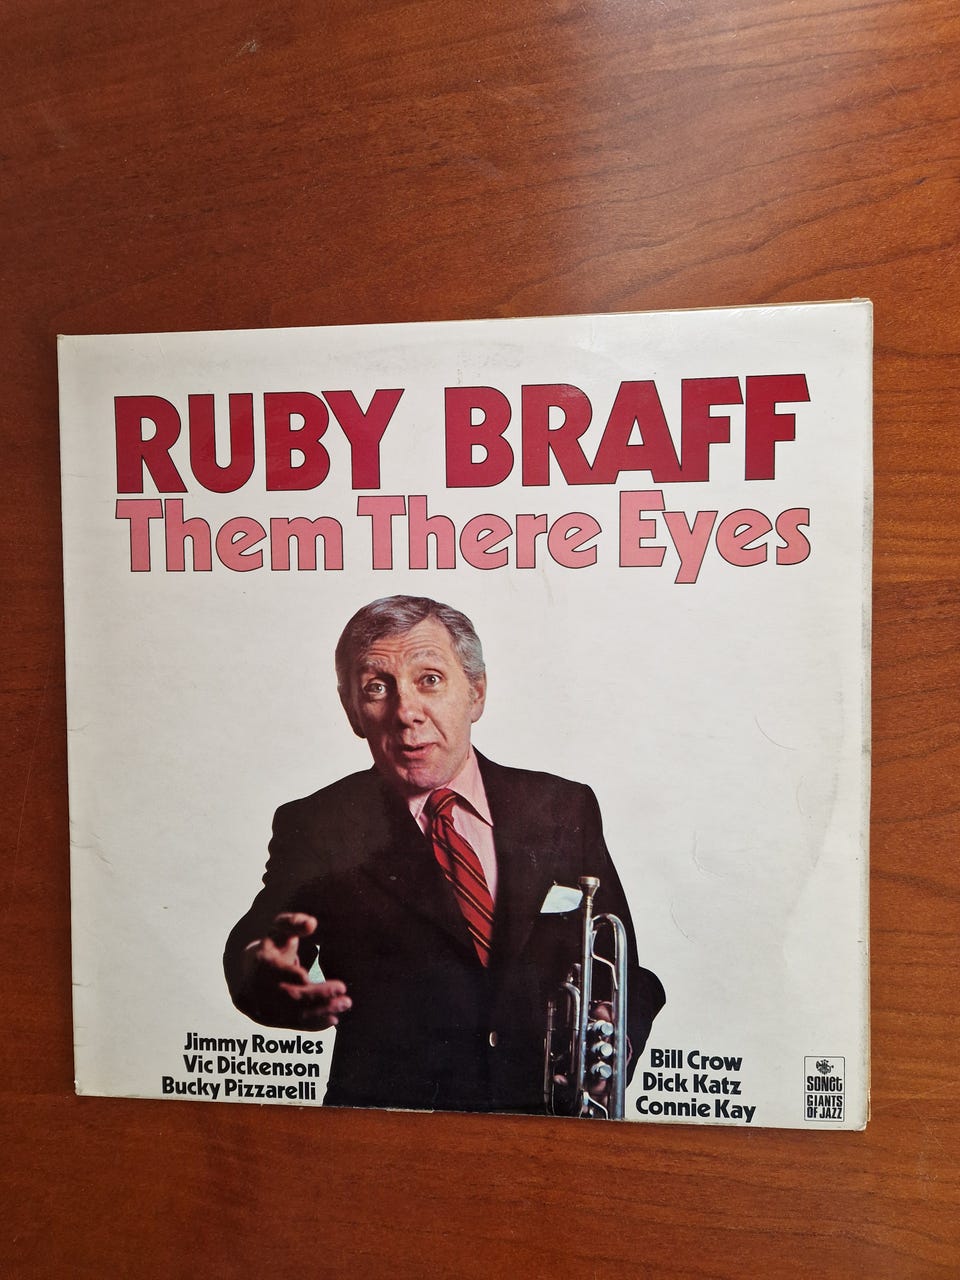 RUBY BRAFF
Them There Eyes
Jimmy Rowles
Vic Dickenson
Bucky Pizzarelli
Bill Crow
Dick Katz
Connie Kay
SONET
GIANTS
OF JAZZ